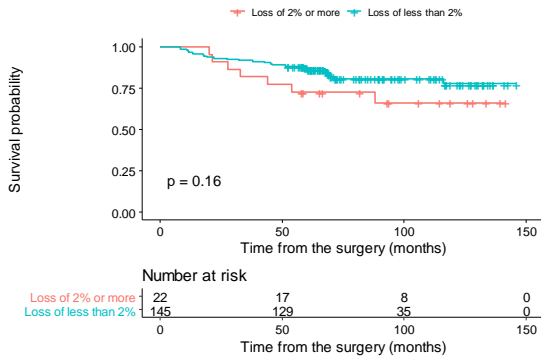 Loss of 2% or more Loss of less than 2%
Survival probability
1.00
0.75
0.50
0.25
0.00
p = 0.16
0 50 100 150
Time from the surgery (months)
Number at risk
Loss of 2% or more 22 17 8 0
Loss of less than 2% 145 129 35 0
0 50 100 150
Time from the surgery (months)